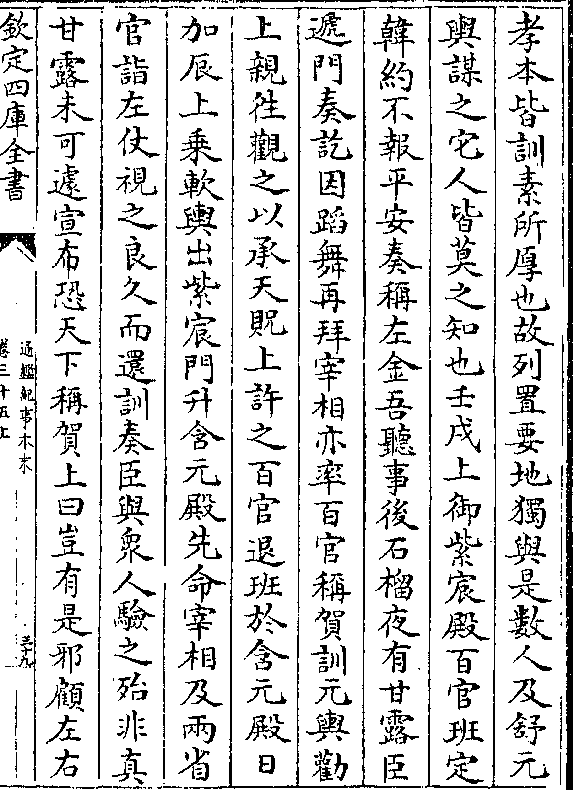 孝本皆訓素所厚也故列置要地獨與是數人及舒元
輿謀之它人皆莫之知也壬戌上御紫宸殿百官班定
韓約不報平安奏稱左金吾聽事後石榴夜有甘露臣
遞門奏訖因蹈舞再拜宰相亦率百官稱賀訓元輿勸
上親徃觀之以承天貺上許之百官退班於含元殿日
加辰上乗軟輿出紫宸門升含元殿先命宰相及兩省
官詣左仗視之良久而還訓奏臣與衆人驗之殆非真
甘露未可遽宣布恐天下稱賀上曰豈有是邪顧左右
欽定四庫全書
通鑑紀事本末
卷三十五上
三九